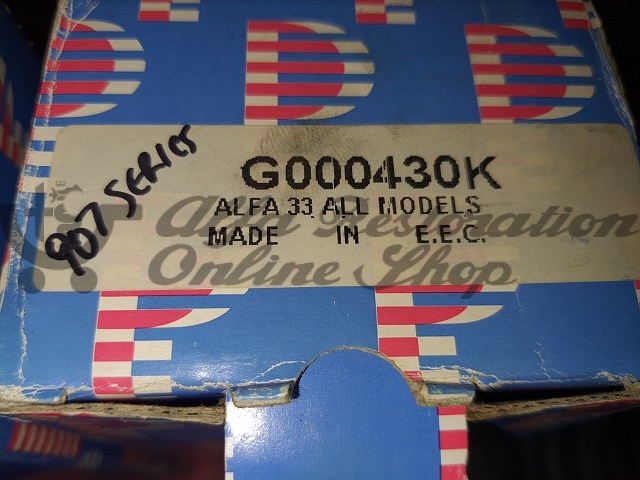 907 SERIES
G000430K
ALFA 33 ALL MODELS
MADE IN E.E.C.
Alfa Restoration
Online Shop